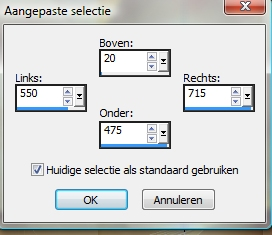 Aangepaste selectie
Boven:
20
Links:
550
Rechts:
715
Onder:
475
Huidige selectie als standaard gebruiken
OK
Annuleren